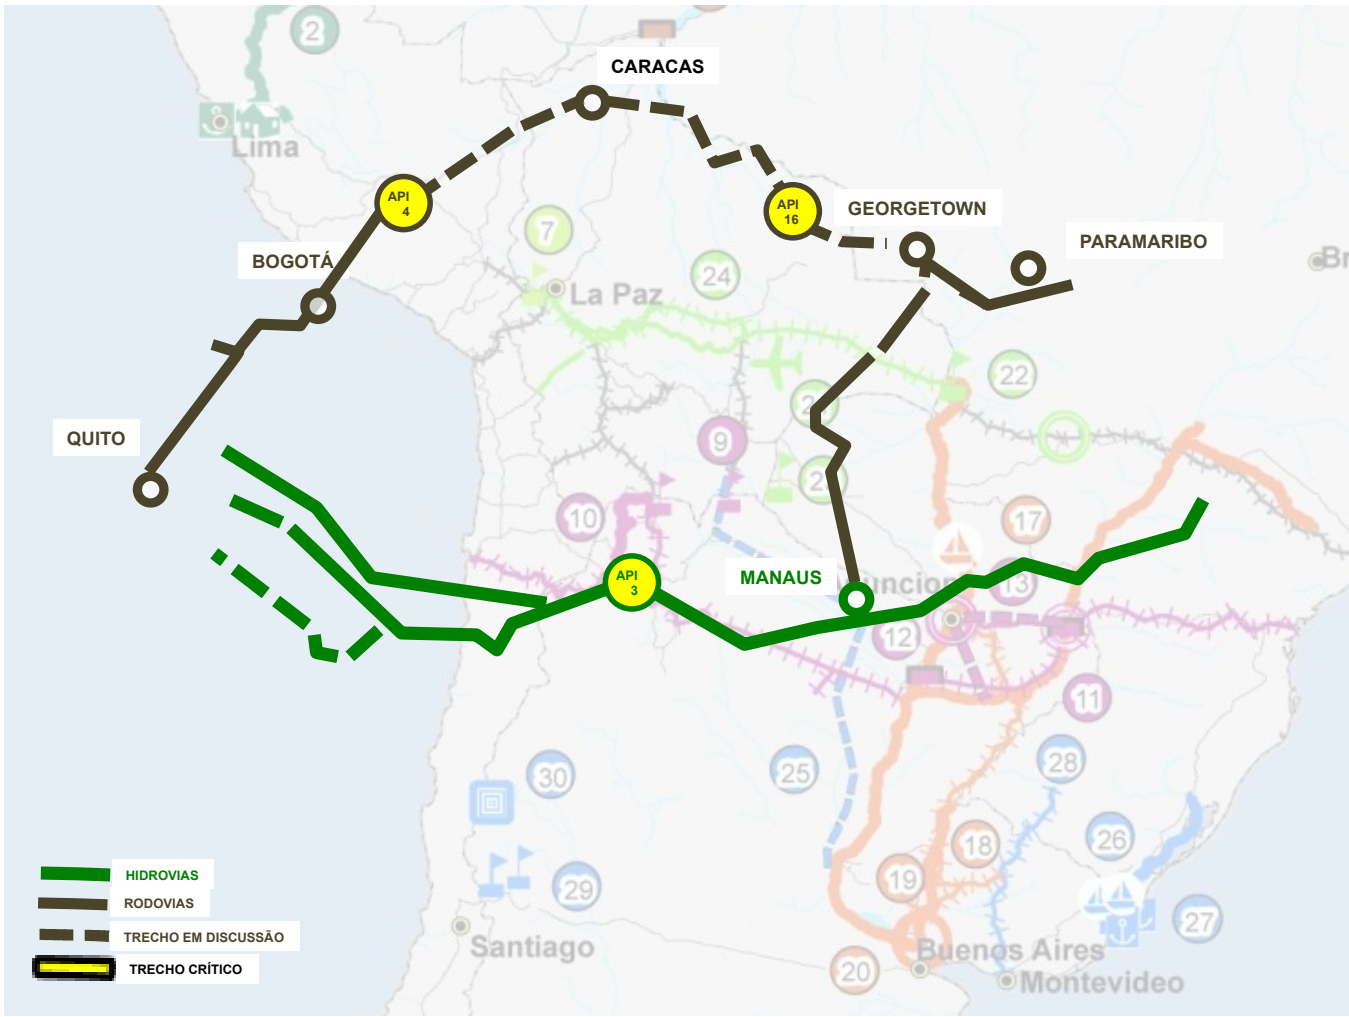 2
CARACAS
Lima
API
4
API
16
GEORGETOWN
7
PARAMARIBO
BOGOTÁ
24
Br
La Paz
22
QUITO
9
10
17
API
3
MANAUS
uncion
13
12
11
28
30
25
26
18
29
19
27
HIDROVIAS
RODOVIAS
TRECHO EM DISCUSSÃO
TRECHO CRÍTICO
Santiago
Buenos Aires
20
Montevideo